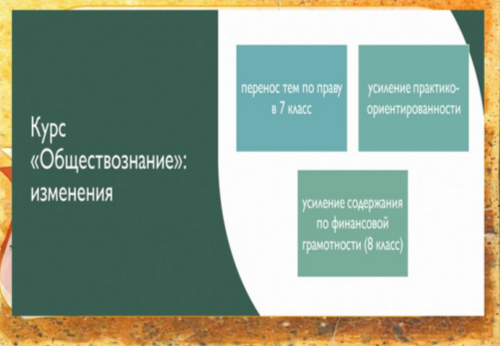 Курс
«Обществознание»:
изменения
перенос тем по праву
в 7 класс
усиление практико-
ориентированности
усиление содержания
по финансовой
грамотности (8 класс)